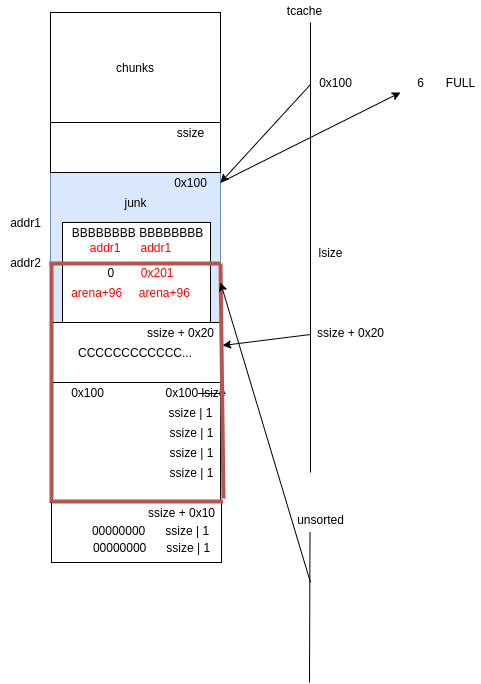 tcache
chunks
0x100 6 FULL
ssize
0x100
junk
addr1
BBBBBBBB BBBBBBBB
addr1 addr1
lsize
addr2
0 0x201
arena+96 arena+96
ssize + 0x20
ssize + 0x20
CCCCCCCCCCCC...
0x100 0x100 lsize
ssize | 1
ssize | 1
ssize | 1
ssize | 1
ssize + 0x10
unsorted
00000000 ssize | 1
00000000 ssize | 1